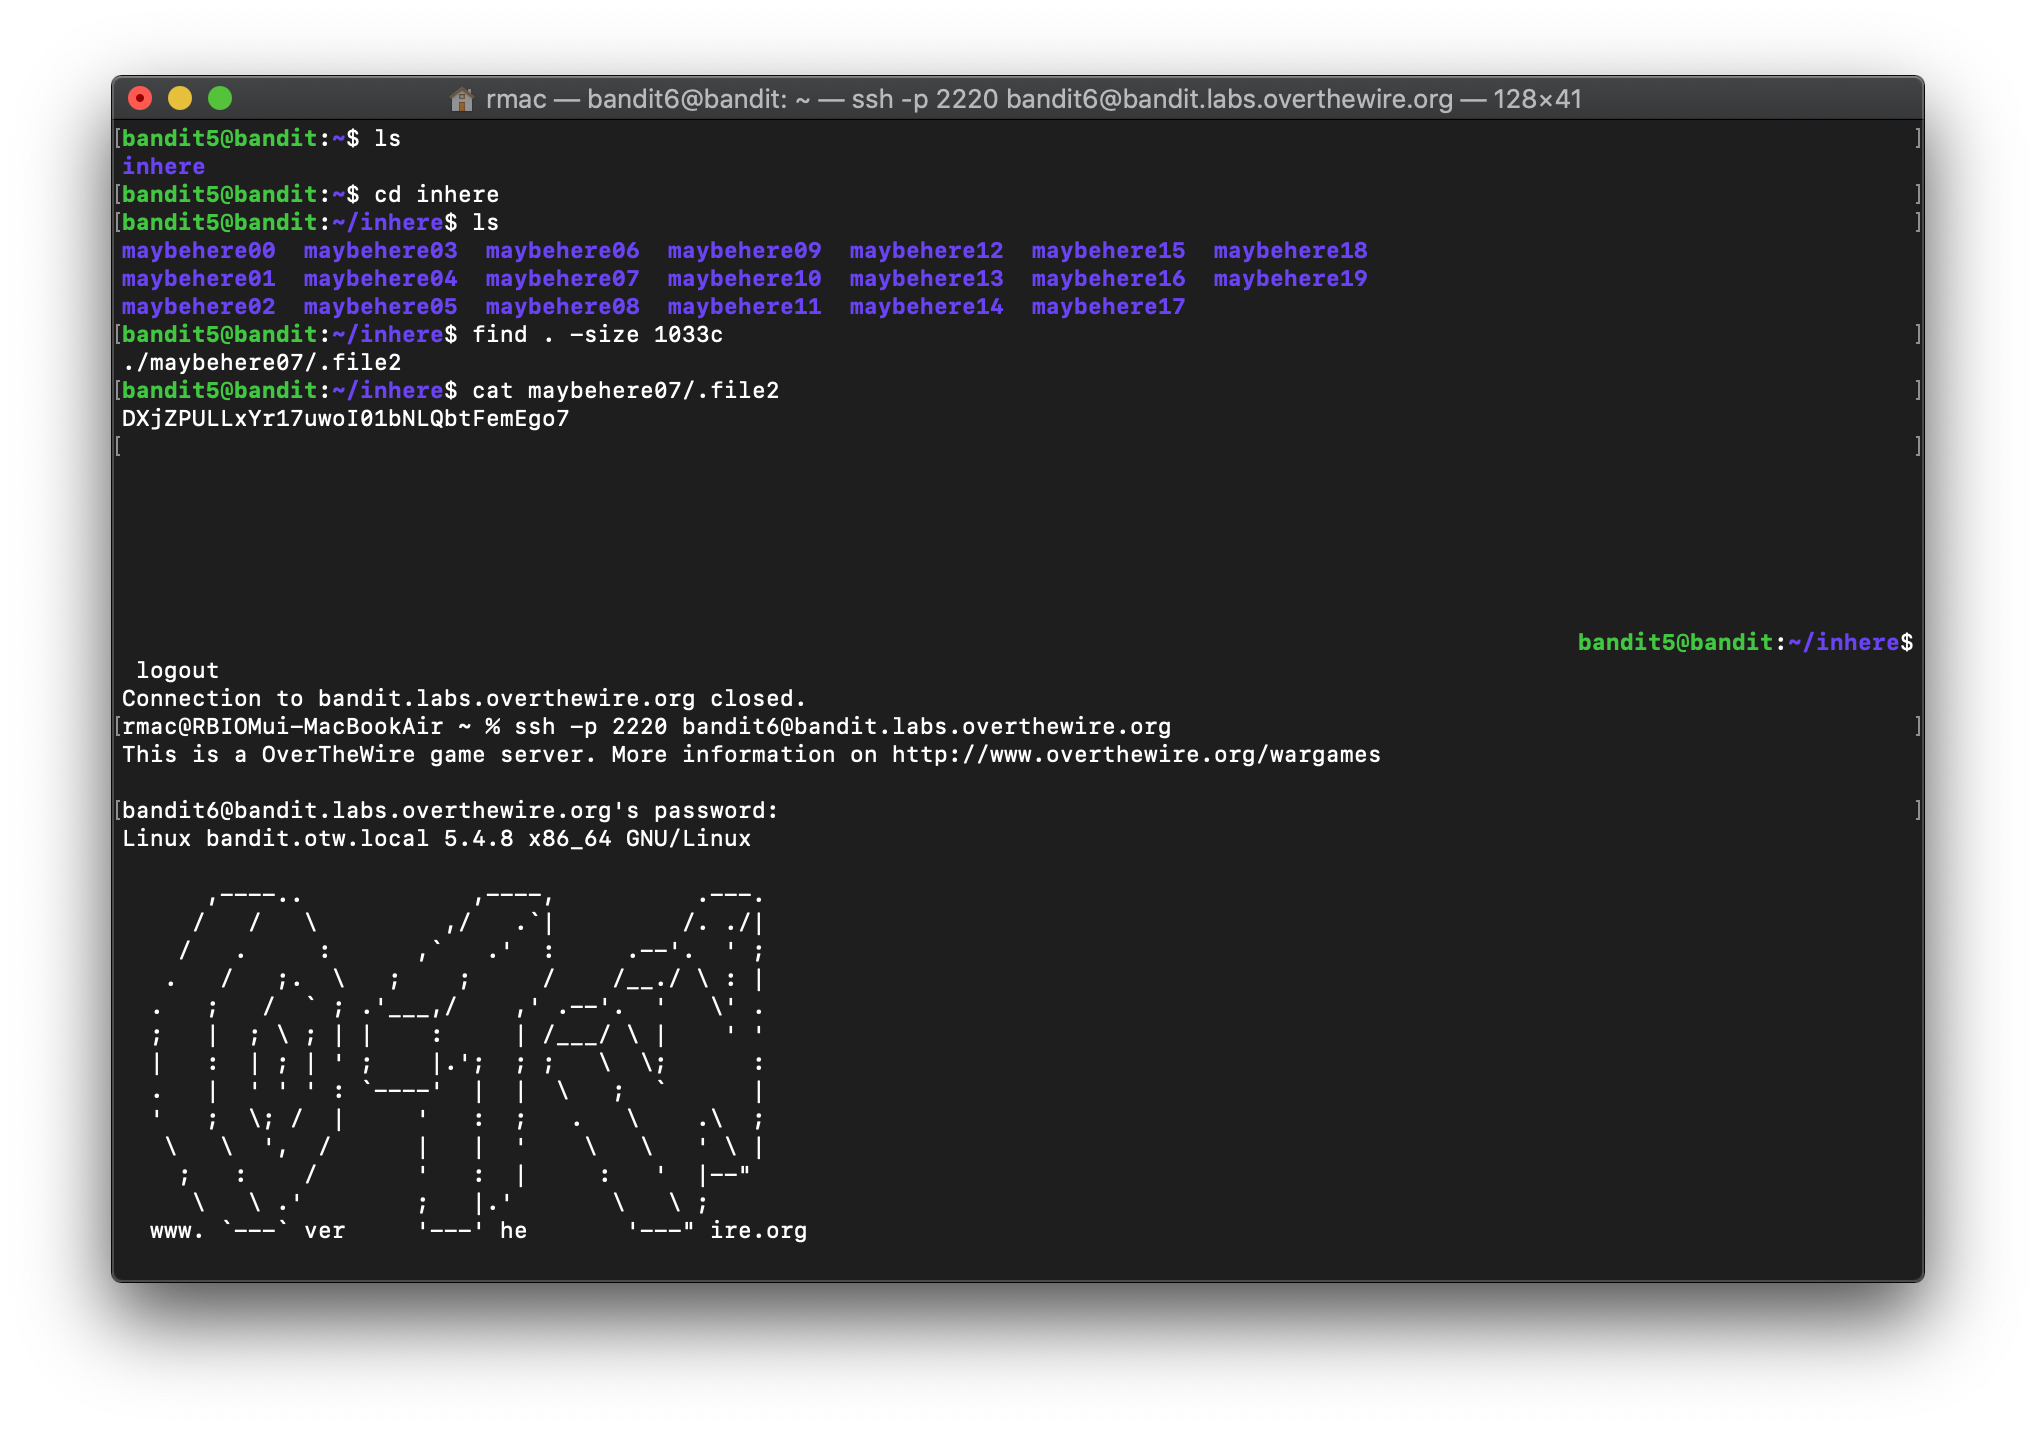 rmac — bandit6@bandit: ~ — ssh -p 2220 bandit6@bandit.labs.overthewire.org — 128×41
[bandit5@bandit:~$ ls ]
inhere
[bandit5@bandit:~$ cd inhere ]
[bandit5@bandit:~/inhere$ ls ]
maybehere00  maybehere03  maybehere06  maybehere09  maybehere12  maybehere15  maybehere18
maybehere01  maybehere04  maybehere07  maybehere10  maybehere13  maybehere16  maybehere19
maybehere02  maybehere05  maybehere08  maybehere11  maybehere14  maybehere17
[bandit5@bandit:~/inhere$ find . -size 1033c ]
./maybehere07/.file2
[bandit5@bandit:~/inhere$ cat maybehere07/.file2 ]
DXjZPULLxYr17uwoI01bNLQbtFemEgo7
[ ]
bandit5@bandit:~/inhere$
 logout
Connection to bandit.labs.overthewire.org closed.
[rmac@RBIOMui-MacBookAir ~ % ssh -p 2220 bandit6@bandit.labs.overthewire.org ]
This is a OverTheWire game server. More information on http://www.overthewire.org/wargames
[bandit6@bandit.labs.overthewire.org's password: ]
Linux bandit.otw.local 5.4.8 x86_64 GNU/Linux
      ,----..            ,----,          .---.
     /   /   \         ,/   .`|         /. ./|
    /   .     :      ,`   .'  :     .--'.  ' ;
   .   /   ;.  \   ;    ;     /    /__./ \ : |
  .   ;   /  ` ; .'___,/    ,' .--'.  '   \' .
  ;   |  ; \ ; | |    :     | /___/ \ |    ' '
  |   :  | ; | ' ;    |.';  ; ;   \  \;      :
  .   |  ' ' ' : `----'  |  |  \   ;  `      |
  '   ;  \; /  |     '   :  ;   .   \    .\  ;
   \   \  ',  /      |   |  '    \   \   ' \ |
    ;   :    /       '   :  |     :   '  |--"
     \   \ .'        ;   |.'       \   \ ;
  www. `---` ver     '---' he       '---" ire.org